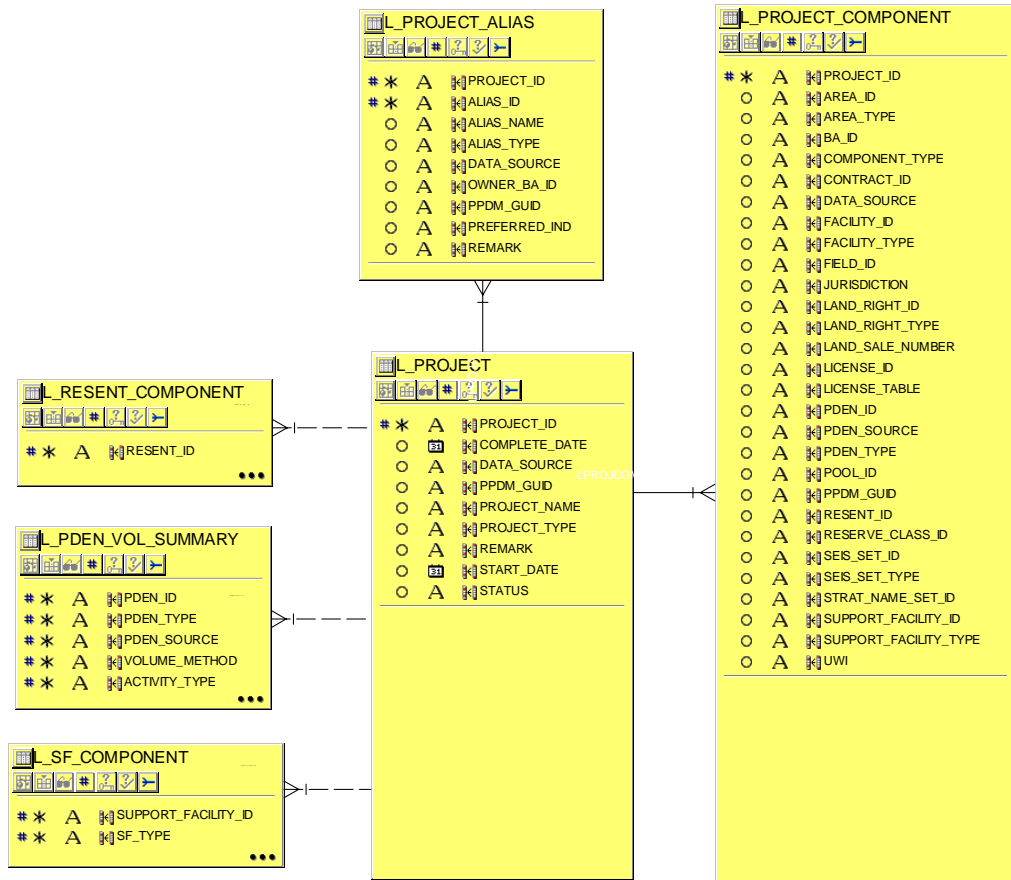 L_PROJECT_ALIAS
PROJECT_ID
ALIAS_ID
ALIAS_NAME
ALIAS_TYPE
DATA_SOURCE
OWNER_BA_ID
PPDM_GUID
PREFERRED_IND
REMARK
L_PROJECT_COMPONENT
PROJECT_ID
AREA_ID
AREA_TYPE
BA_ID
COMPONENT_TYPE
CONTRACT_ID
DATA_SOURCE
FACILITY_ID
FACILITY_TYPE
FIELD_ID
JURISDICTION
LAND_RIGHT_ID
LAND_RIGHT_TYPE
LAND_SALE_NUMBER
LICENSE_ID
LICENSE_TABLE
PDEN_ID
PDEN_SOURCE
PDEN_TYPE
POOL_ID
PPDM_GUID
RESENT_ID
RESERVE_CLASS_ID
SEIS_SET_ID
SEIS_SET_TYPE
STRAT_NAME_SET_ID
SUPPORT_FACILITY_ID
SUPPORT_FACILITY_TYPE
UWI
L_PROJECT
PROJECT_ID
COMPLETE_DATE
DATA_SOURCE
PPDM_GUID
PROJECT_NAME
PROJECT_TYPE
REMARK
START_DATE
STATUS
L_RESENT_COMPONENT
RESENT_ID
L_PDEN_VOL_SUMMARY
PDEN_ID
PDEN_TYPE
PDEN_SOURCE
VOLUME_METHOD
ACTIVITY_TYPE
L_SF_COMPONENT
SUPPORT_FACILITY_ID
SF_TYPE